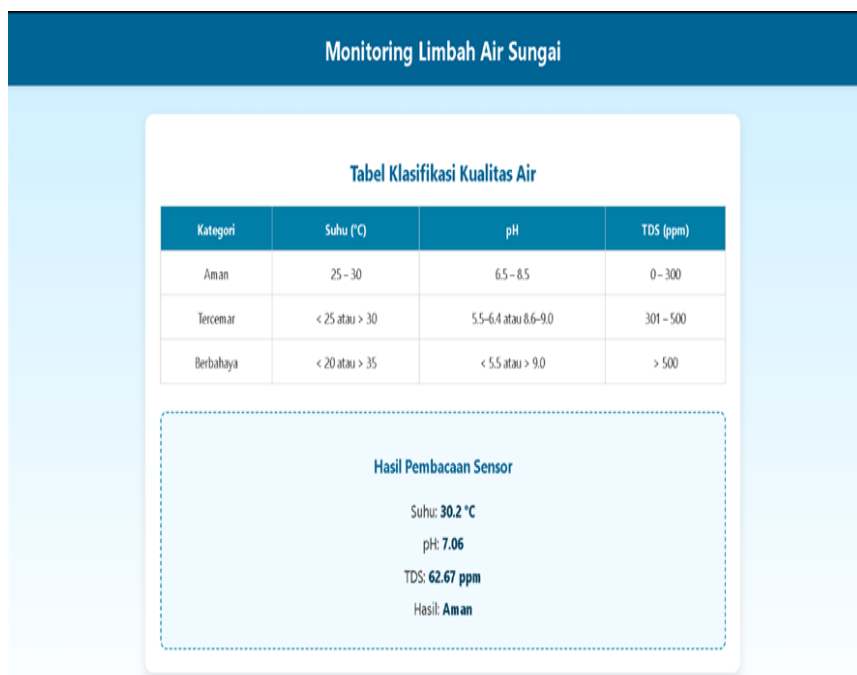 Monitoring Limbah Air Sungai
Tabel Klasifikasi Kualitas Air
Kategori Suhu (°C) pH TDS (ppm)
Aman 25 – 30 6.5 – 8.5 0 – 300
Tercemar < 25 atau > 30 5.5–6.4 atau 8.6–9.0 301 – 500
Berbahaya < 20 atau > 35 < 5.5 atau > 9.0 > 500
Hasil Pembacaan Sensor
Suhu: 30.2 °C
pH: 7.06
TDS: 62.67 ppm
Hasil: Aman